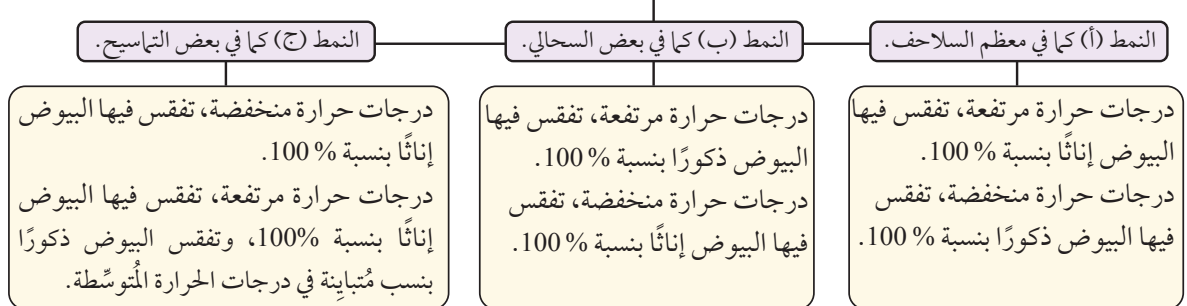 النمط (أ) كما في معظم السلاحف.
النمط (ب) كما في بعض السحالي.
النمط (ج) كما في بعض التماسيح.
درجات حرارة مرتفعة، تفقس فيها
البيوض إناثًا بنسبة % 100.
درجات حرارة منخفضة، تفقس
فيها البيوض ذكورًا بنسبة % 100.
درجات حرارة مرتفعة، تفقس فيها
البيوض ذكورًا بنسبة % 100.
درجات حرارة منخفضة، تفقس
فيها البيوض إناثًا بنسبة % 100.
درجات حرارة منخفضة، تفقس فيها البيوض
إناثًا بنسبة % 100.
درجات حرارة مرتفعة، تفقس فيها البيوض
إناثًا بنسبة %100، وتفقس البيوض ذكورًا
بنسب مُتباينة في درجات الحرارة المُتوسِّطة.